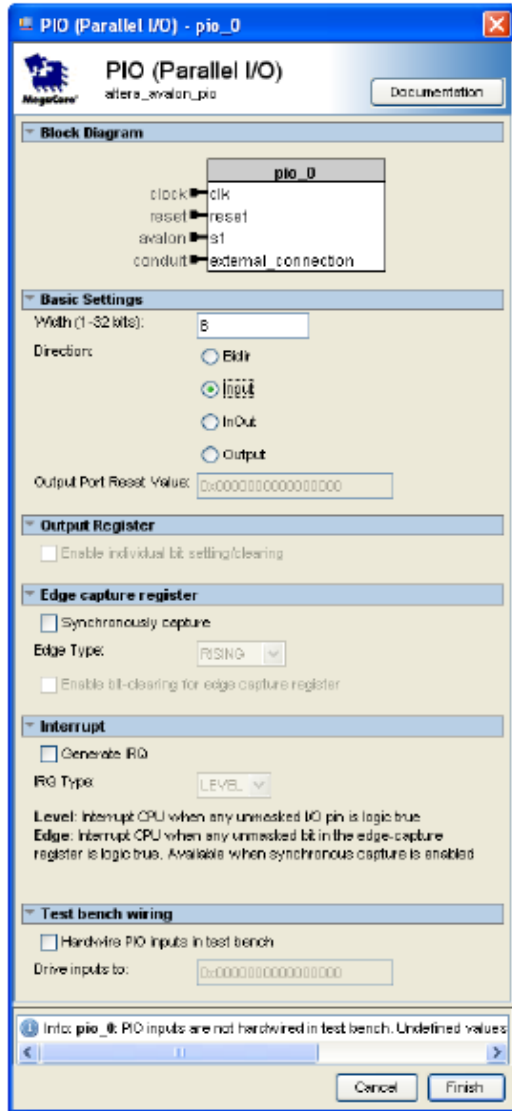 PIO (Parallel I/O) - pio_0
MegaCore'
PIO (Parallel I/O)
altera_avalon_pio
Documentation
Block Diagram
pio_0
clock
clk
reset
reset
avalon
s1
conduit
external_connection
Basic Settings
Width (1-32 bits):
8
Direction:
Bidir
Input
InOut
Output
Output Port Reset Value:
0x0000000000000000
Output Register
Enable individual bit setting/clearing
Edge capture register
Synchronously capture
Edge Type:
RISING
Enable bit-clearing for edge capture register
Interrupt
Generate IRQ
IRQ Type:
LEVEL
Level: Interrupt CPU when any unmasked I/O pin is logic true
Edge: Interrupt CPU when any unmasked bit in the edge-capture
register is logic true. Available when synchronous capture is enabled
Test bench wiring
Hardwire PIO inputs in test bench
Drive inputs to:
0x0000000000000000
Info: pio_0: PIO inputs are not hardwired in test bench. Undefined values
Cancel
Finish